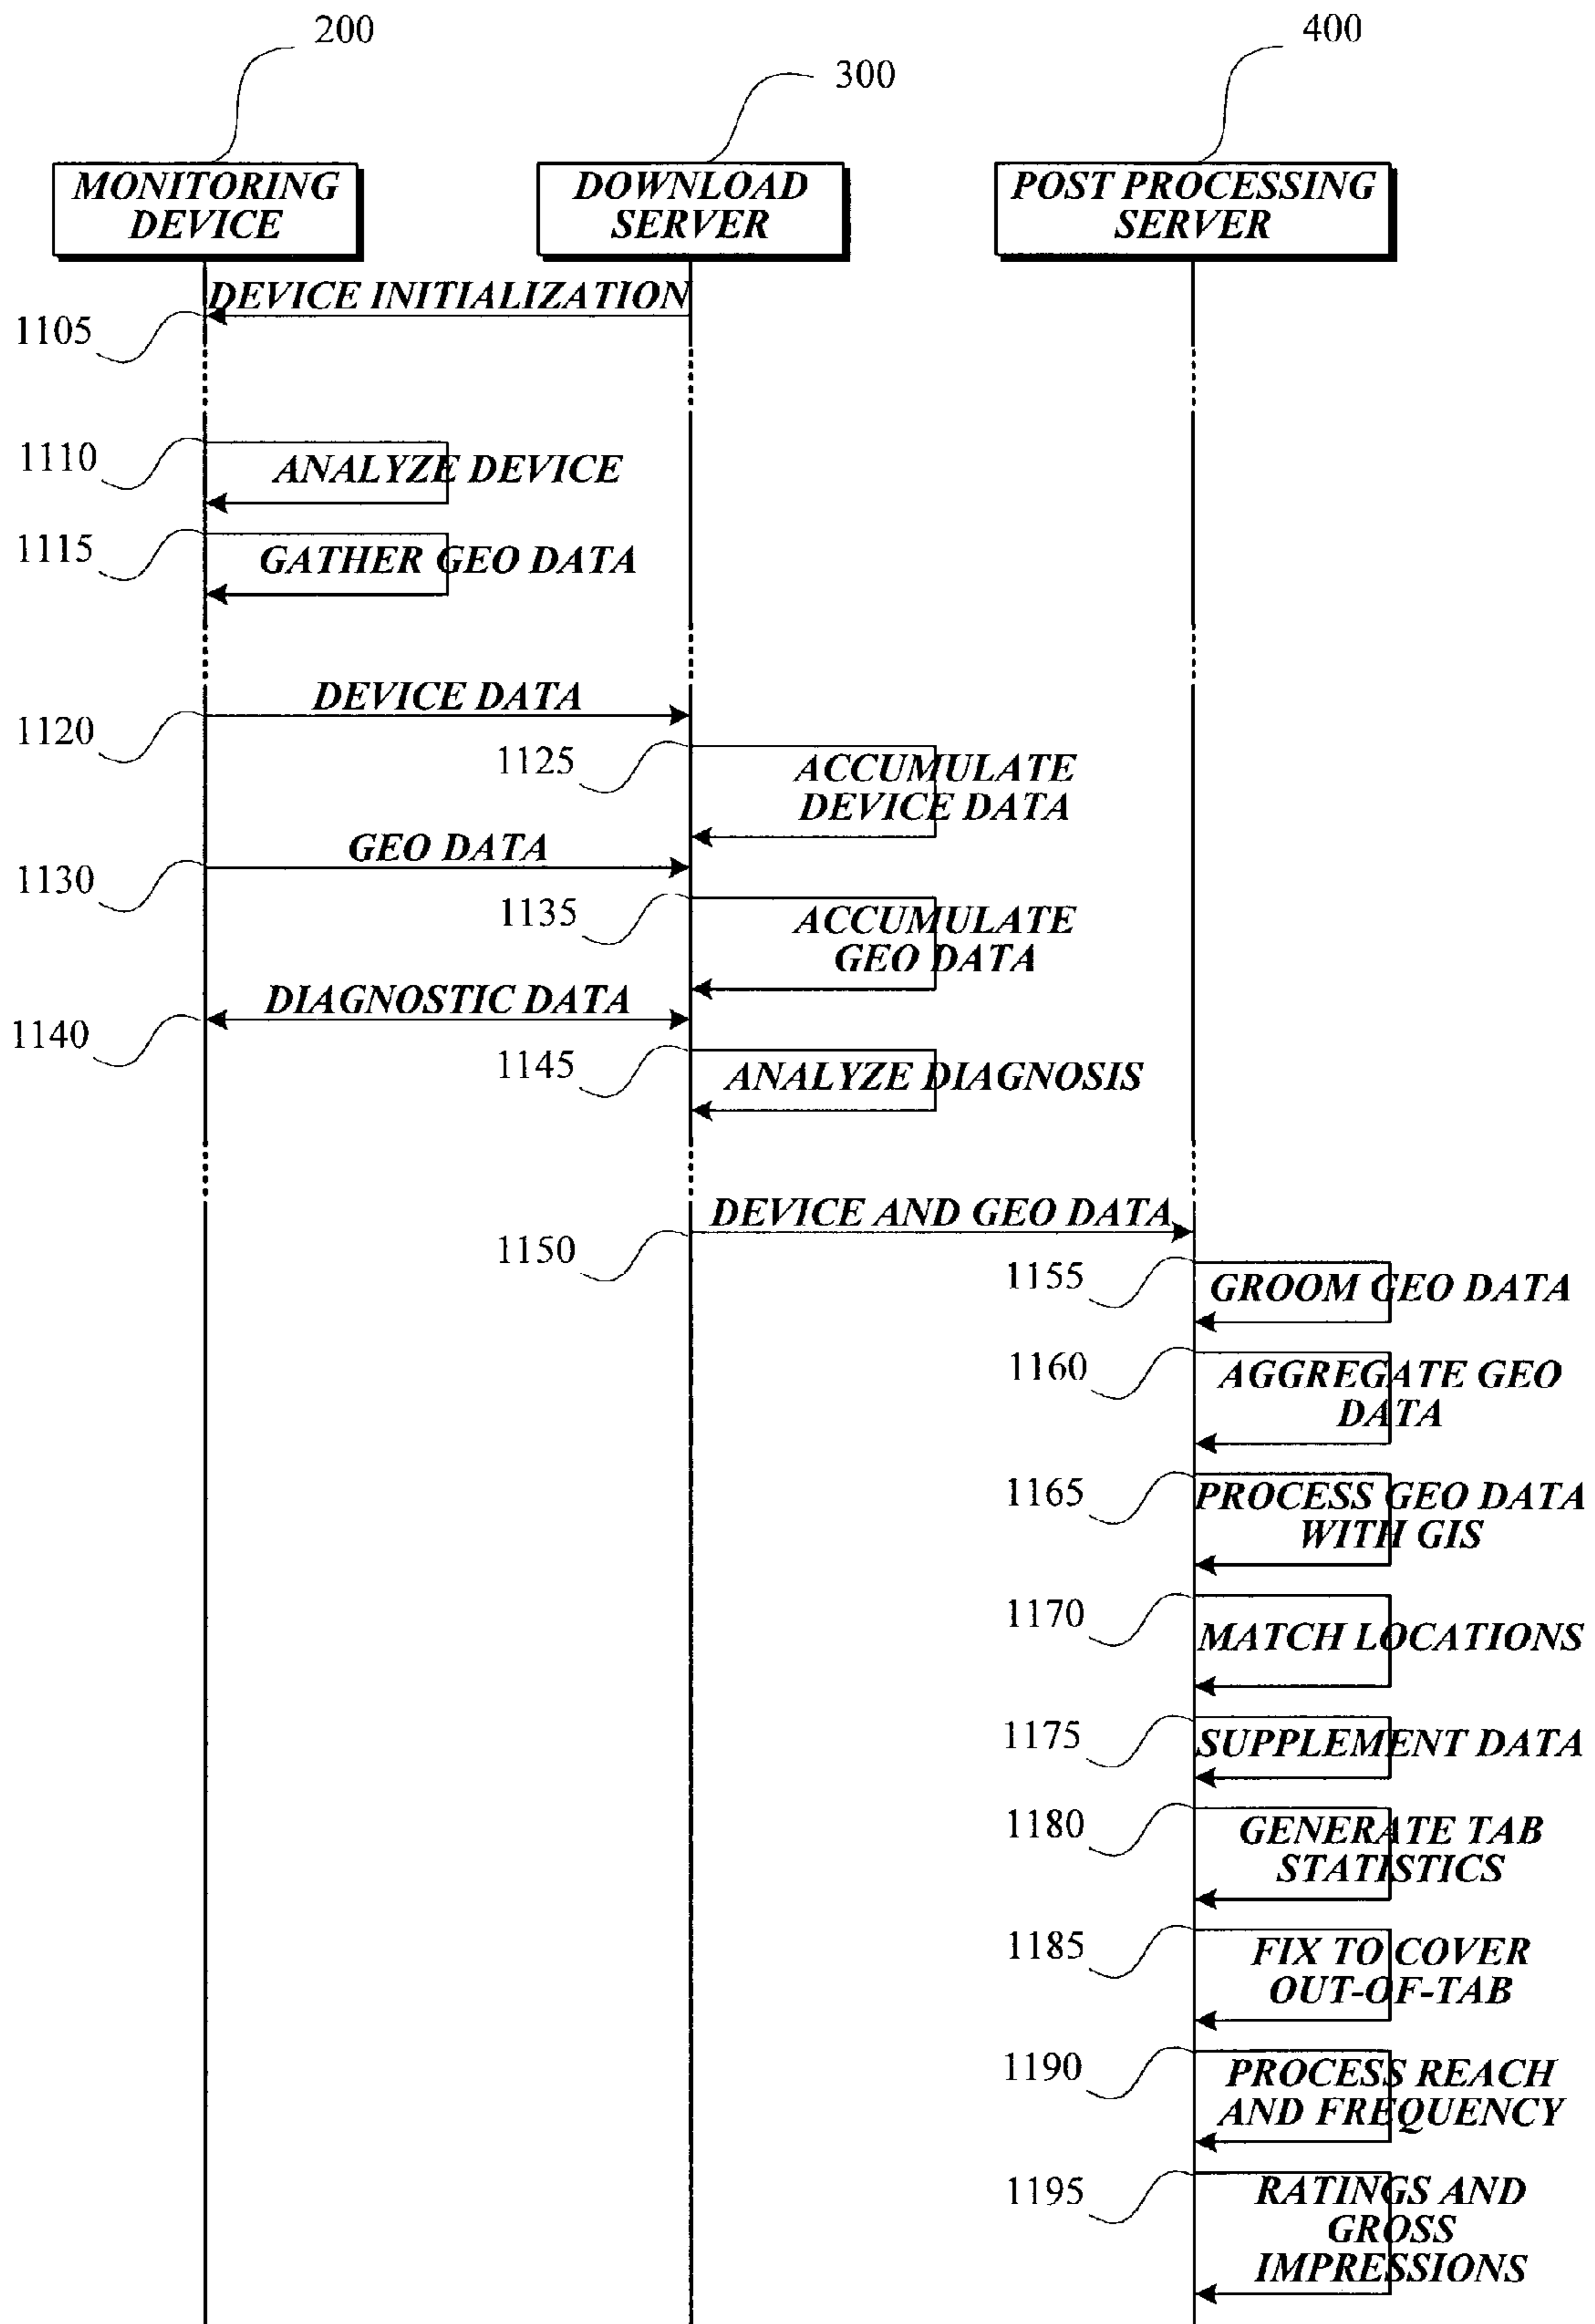 200
300
400
MONITORING
DEVICE
DOWNLOAD
SERVER
POST PROCESSING
SERVER
DEVICE INITIALIZATION
1105
1110
ANALYZE DEVICE
1115
GATHER GEO DATA
DEVICE DATA
1120
1125
ACCUMULATE
DEVICE DATA
GEO DATA
1130
1135
ACCUMULATE
GEO DATA
DIAGNOSTIC DATA
1140
1145
ANALYZE DIAGNOSIS
DEVICE AND GEO DATA
1150
1155
GROOM GEO DATA
1160
AGGREGATE GEO
DATA
1165
PROCESS GEO DATA
WITH GIS
1170
MATCH LOCATIONS
1175
SUPPLEMENT DATA
1180
GENERATE TAB
STATISTICS
1185
FIX TO COVER
OUT-OF-TAB
1190
PROCESS REACH
AND FREQUENCY
1195
RATINGS AND
GROSS
IMPRESSIONS